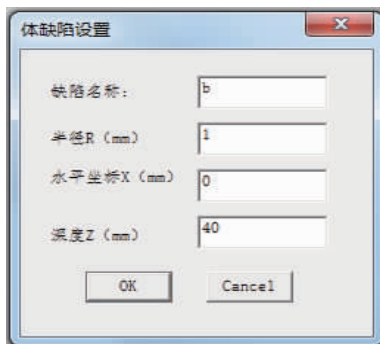 体缺陷设置
缺陷名称： b
半径R（mm） 1
水平坐标X（mm） 0
深度Z（mm） 40
OK Cancel